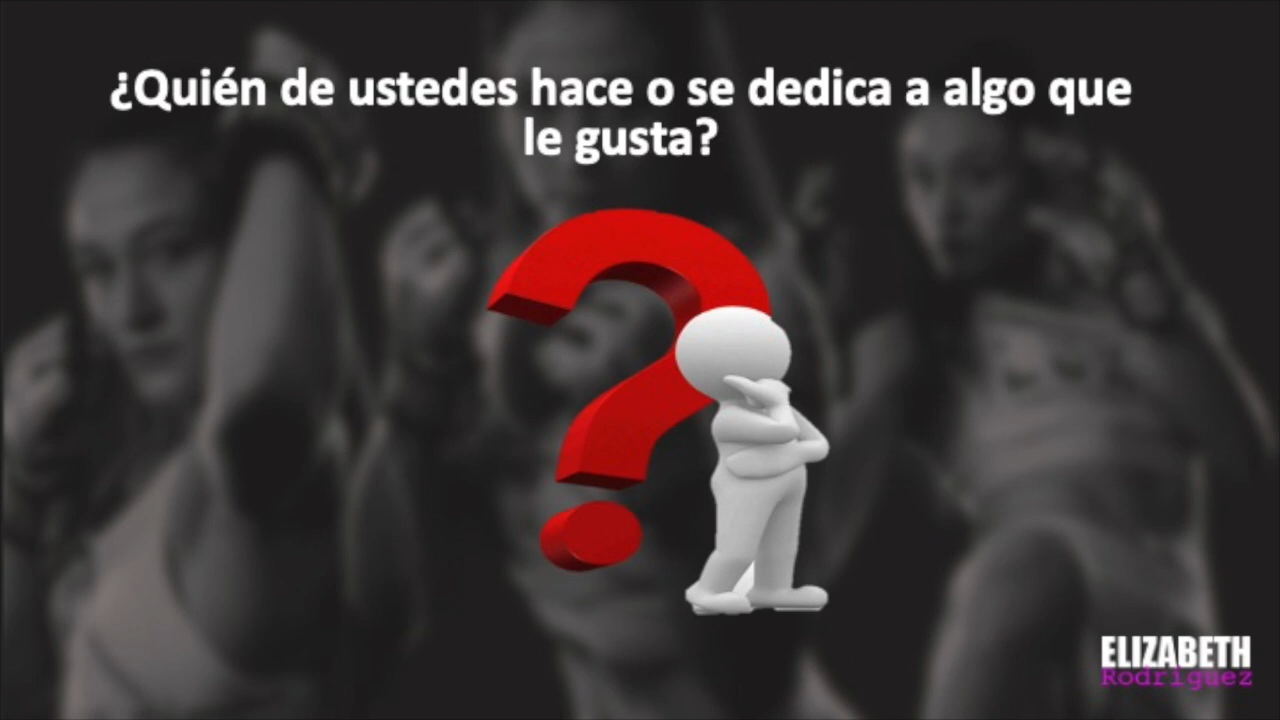 ¿Quién de ustedes hace o se dedica a algo que
le gusta?
ELIZABETH
Rodriguez